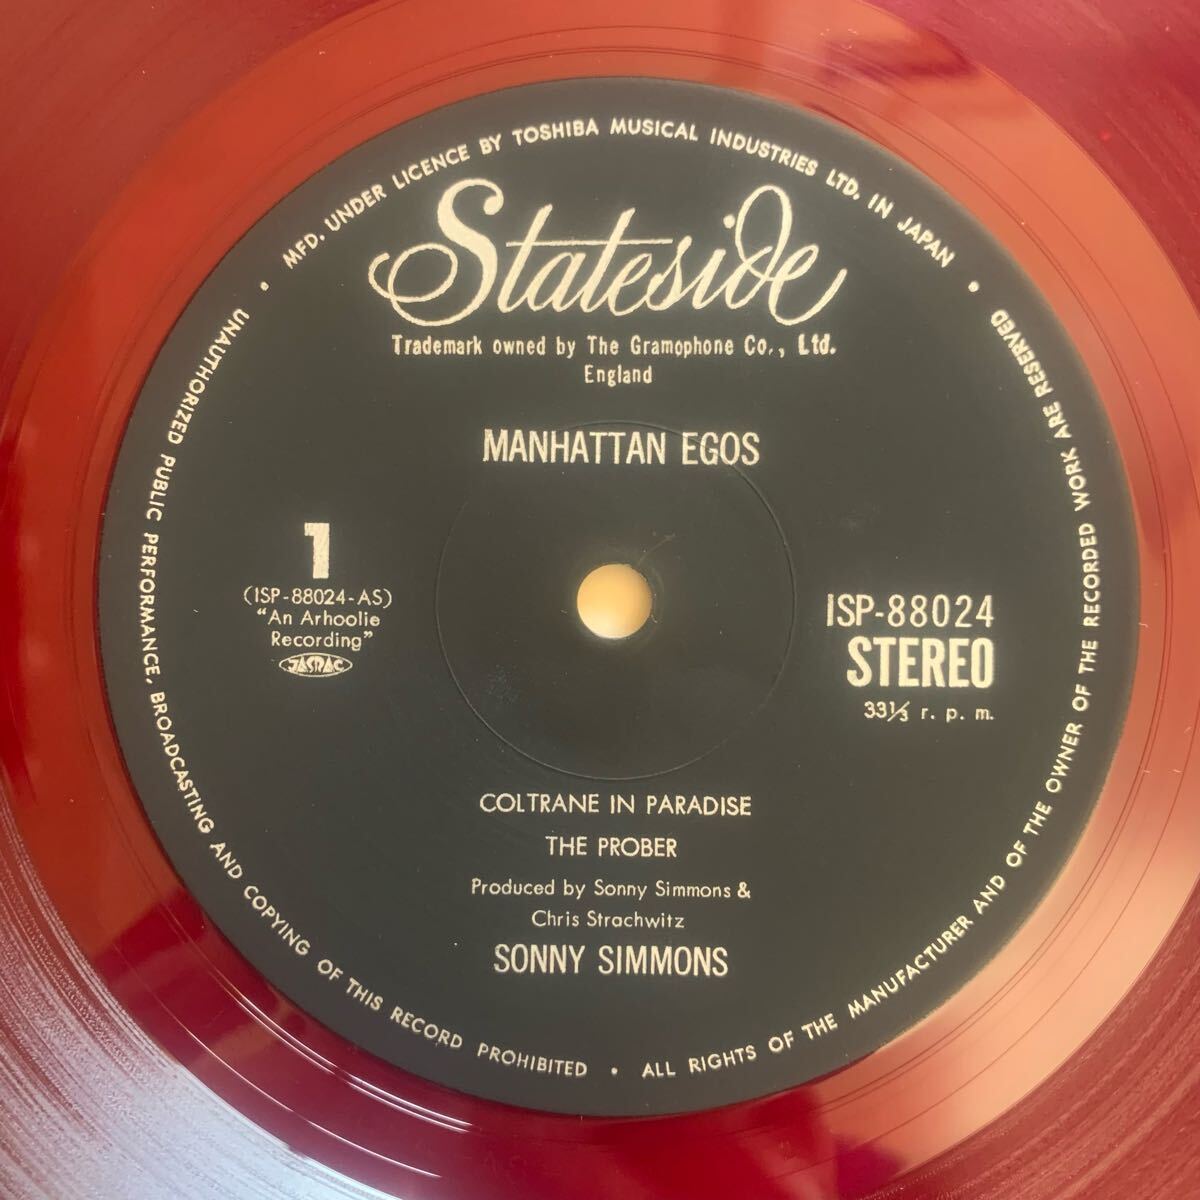 MFD. UNDER LICENCE BY TOSHIBA MUSICAL INDUSTRIES LTD. IN JAPAN •
Stateside
Trademark owned by The Gramophone Co., Ltd.
England
MANHATTAN EGOS
1
(ISP-88024-AS)
"An Arhoolie
Recording"
JASRAC
ISP-88024
STEREO
33⅓ r. p. m.
COLTRANE IN PARADISE
THE PROBER
Produced by Sonny Simmons &
Chris Strachwitz
SONNY SIMMONS
• UNAUTHORIZED PUBLIC PERFORMANCE, BROADCASTING AND COPYING OF THIS RECORD PROHIBITED • ALL RIGHTS OF THE MANUFACTURER AND OF THE OWNER OF THE RECORDED WORK ARE RESERVED